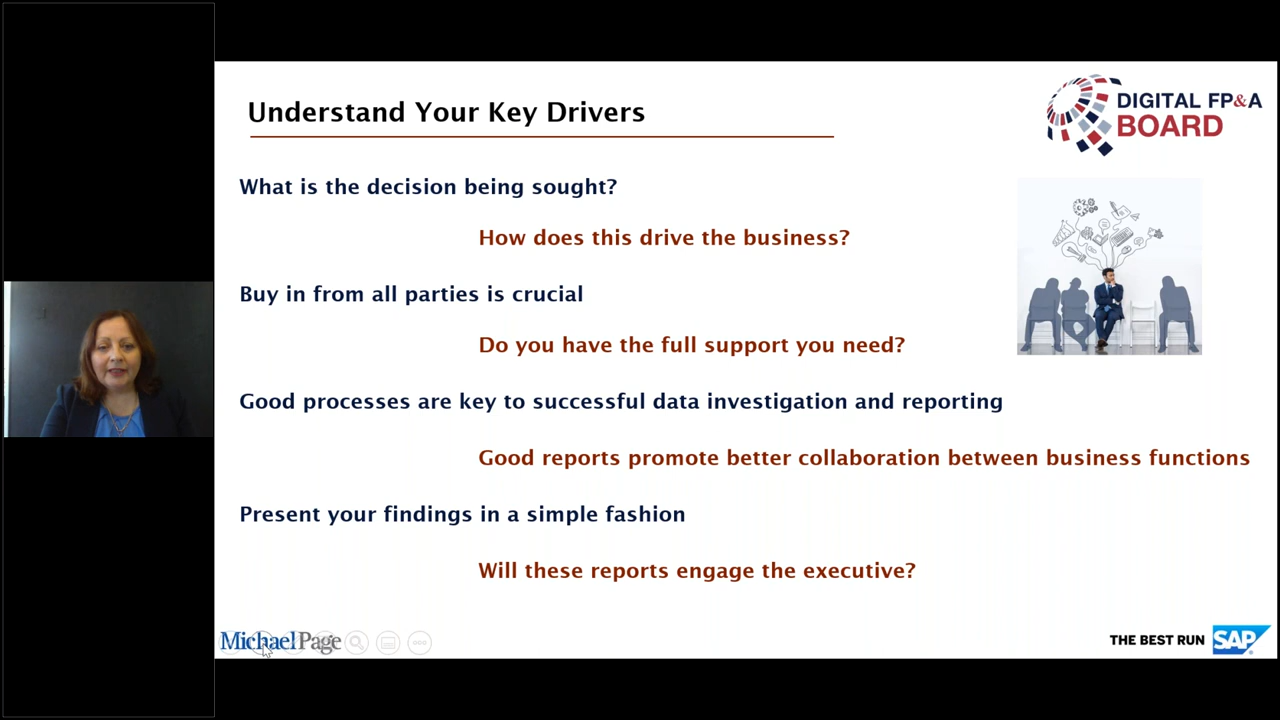 Understand Your Key Drivers
DIGITAL FP&A
BOARD
What is the decision being sought?
How does this drive the business?
Buy in from all parties is crucial
Do you have the full support you need?
Good processes are key to successful data investigation and reporting
Good reports promote better collaboration between business functions
Present your findings in a simple fashion
Will these reports engage the executive?
MichaelPage
THE BEST RUN SAP